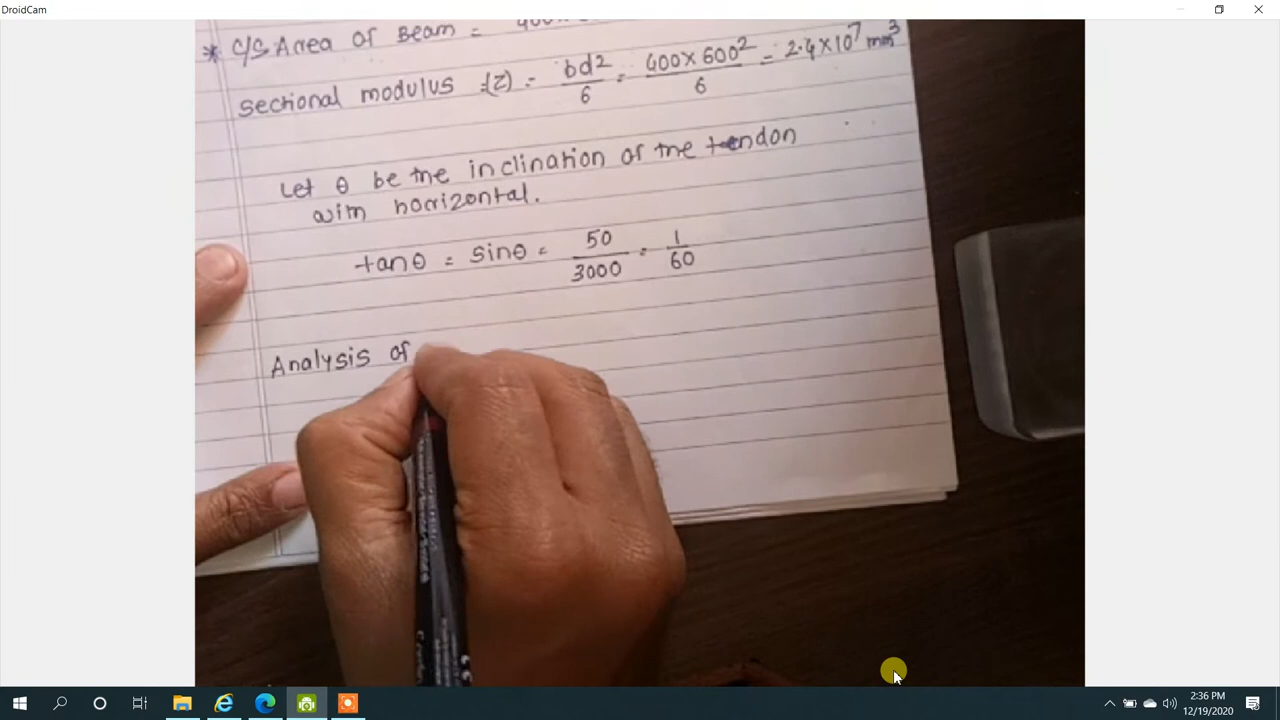 DroidCam
* C/S Area of Beam =
Sectional modulus :(Z) = bd²/6 = 400×600²/6 = 2.4×10⁷ mm³
Let θ be the inclination of the tendon
with horizontal.
tanθ = sinθ = 50/3000 = 1/60
Analysis of
2:36 PM
12/19/2020